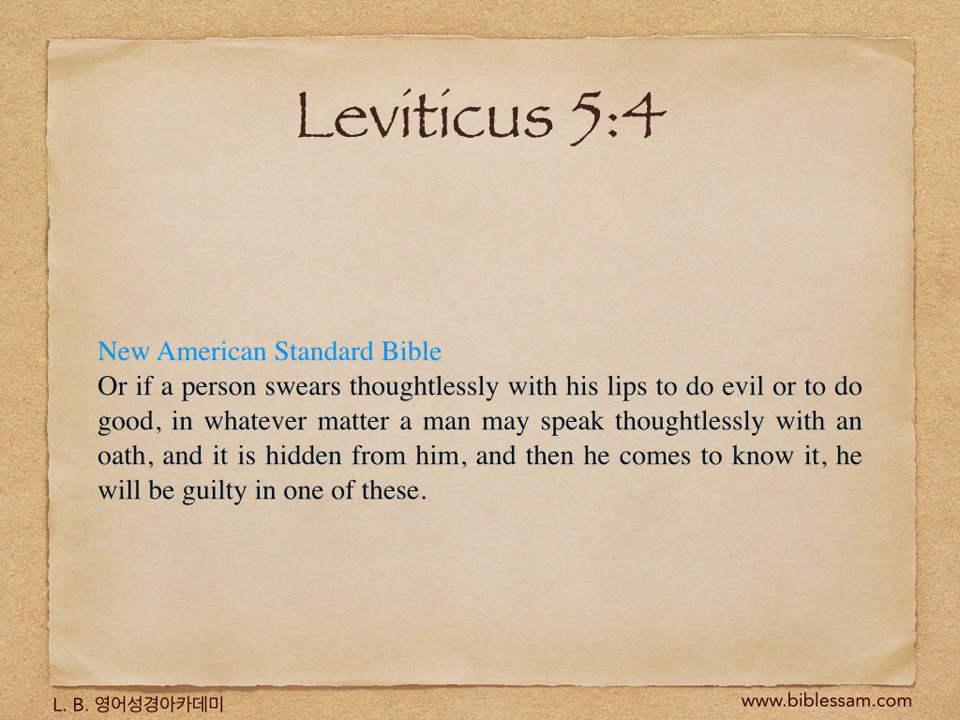 Leviticus 5:4
New American Standard Bible
Or if a person swears thoughtlessly with his lips to do evil or to do
good, in whatever matter a man may speak thoughtlessly with an
oath, and it is hidden from him, and then he comes to know it, he
will be guilty in one of these.
L. B. 영어성경아카데미
www.biblessam.com